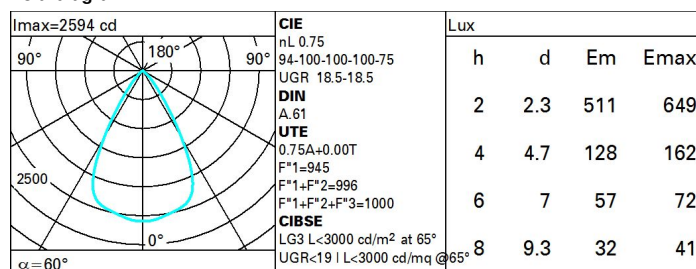 Imax=2594 cd
90°
180°
90°
2500
0°
α=60°
CIE
nL 0.75
94-100-100-100-75
UGR 18.5-18.5
DIN
A.61
UTE
0.75A+0.00T
F"1=945
F"1+F"2=996
F"1+F"2+F"3=1000
CIBSE
LG3 L<3000 cd/m² at 65°
UGR<19 | L<3000 cd/mq @65°
Lux
h d Em Emax
2 2.3 511 649
4 4.7 128 162
6 7 57 72
8 9.3 32 41